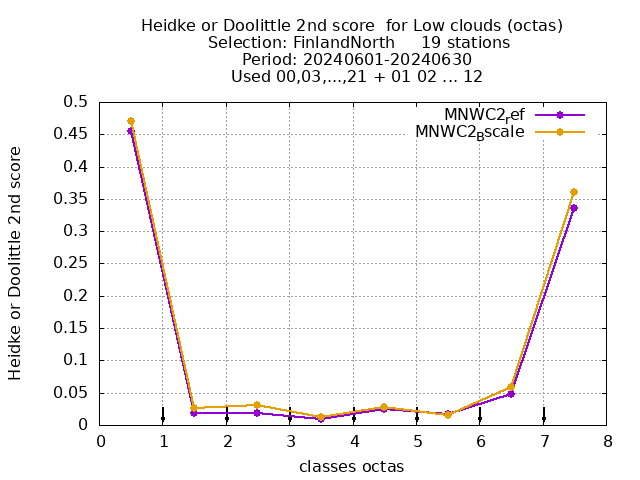 Heidke or Doolittle 2nd score  for Low clouds (octas)
Selection: FinlandNorth     19 stations
Period: 20240601-20240630
Used 00,03,...,21 + 01 02 ... 12
MNWC2ref
MNWC2Bscale
Heidke or Doolittle 2nd score
0.5
0.45
0.4
0.35
0.3
0.25
0.2
0.15
0.1
0.05
0
0 1 2 3 4 5 6 7 8
classes octas